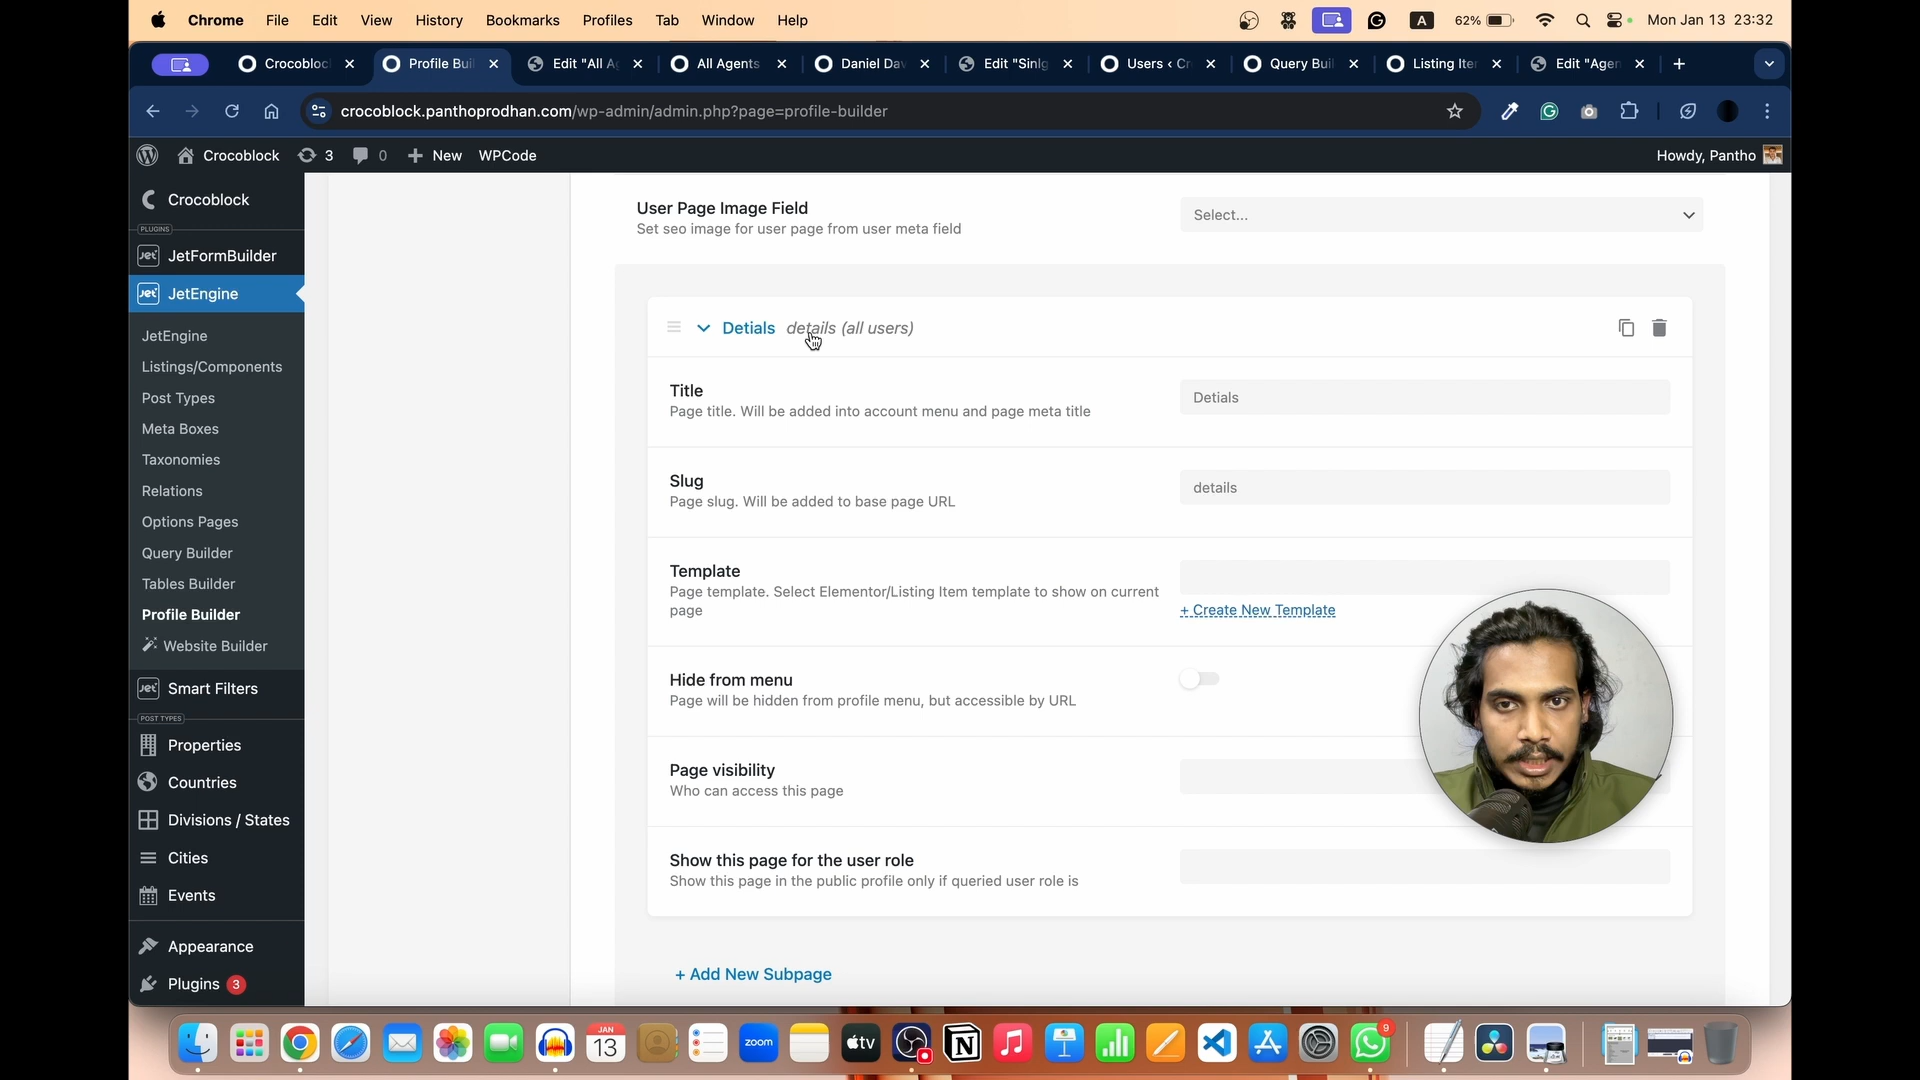 Chrome File Edit View History Bookmarks Profiles Tab Window Help
A 62% Mon Jan 13 23:32
Crocobloc Profile Buil Edit "All A All Agents Daniel Dav Edit "Sinlg Users ‹ Cr Query Buil Listing Iter Edit "Agen
crocoblock.panthoprodhan.com/wp-admin/admin.php?page=profile-builder
Crocoblock 3 0 New WPCode Howdy, Pantho
Crocoblock
PLUGINS
JetFormBuilder
JetEngine
JetEngine
Listings/Components
Post Types
Meta Boxes
Taxonomies
Relations
Options Pages
Query Builder
Tables Builder
Profile Builder
Website Builder
Smart Filters
POST TYPES
Properties
Countries
Divisions / States
Cities
Events
Appearance
Plugins 3
User Page Image Field
Set seo image for user page from user meta field
Select...
Detials details (all users)
Title
Page title. Will be added into account menu and page meta title
Detials
Slug
Page slug. Will be added to base page URL
details
Template
Page template. Select Elementor/Listing Item template to show on current
page
+ Create New Template
Hide from menu
Page will be hidden from profile menu, but accessible by URL
Page visibility
Who can access this page
Show this page for the user role
Show this page in the public profile only if queried user role is
+ Add New Subpage
JAN
13
zoom
tv
9